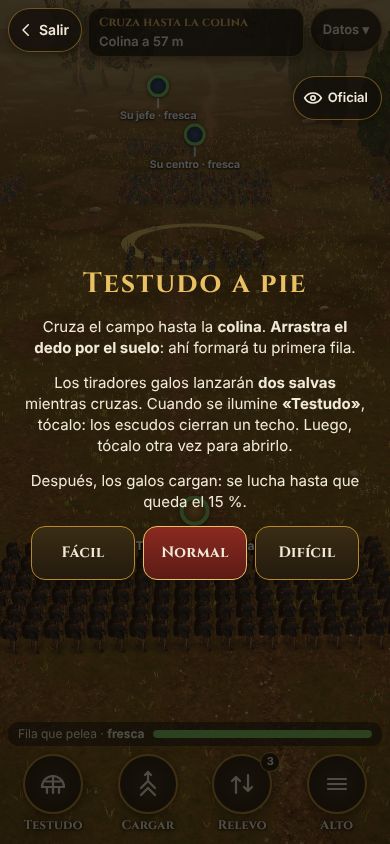 Salir
Cruza hasta la colina
Colina a 57 m
Datos ▾
Oficial
Su jefe · fresca
Su centro · fresca
Testudo a pie
Cruza el campo hasta la colina. Arrastra el
dedo por el suelo: ahí formará tu primera fila.
Los tiradores galos lanzarán dos salvas
mientras cruzas. Cuando se ilumine «Testudo»,
tócalo: los escudos cierran un techo. Luego,
tócalo otra vez para abrirlo.
Después, los galos cargan: se lucha hasta que
queda el 15 %.
Fácil
Normal
Difícil
Fila que pelea · fresca
3
Testudo
Cargar
Relevo
Alto